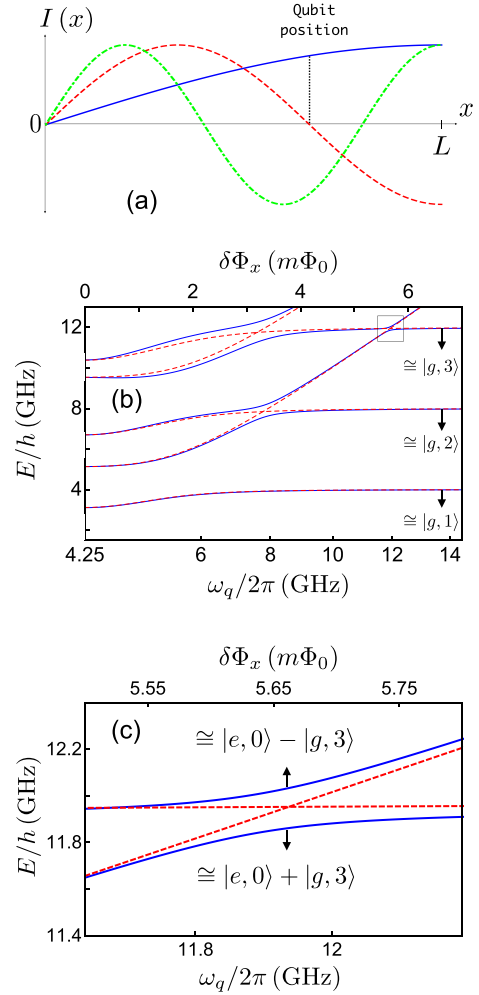 I (x)
Qubit
position
0
x
L
(a)
δΦₓ (mΦ₀)
0 2 4 6
12
8
4
E/h (GHz)
(b)
≅ |g, 3⟩
≅ |g, 2⟩
≅ |g, 1⟩
4.25 6 8 10 12 14
ω_q/2π (GHz)
δΦₓ (mΦ₀)
5.55 5.65 5.75
(c)
≅ |e, 0⟩ − |g, 3⟩
12.2
11.8
11.4
E/h (GHz)
≅ |e, 0⟩ + |g, 3⟩
11.8 12
ω_q/2π (GHz)